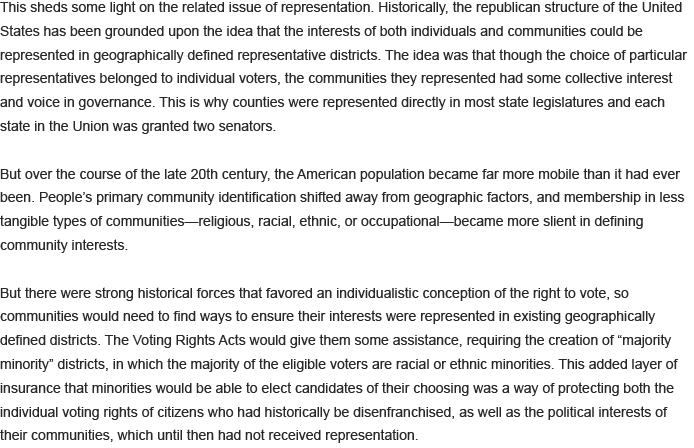 This sheds some light on the related issue of representation. Historically, the republican structure of the United
States has been grounded upon the idea that the interests of both individuals and communities could be
represented in geographically defined representative districts. The idea was that though the choice of particular
representatives belonged to individual voters, the communities they represented had some collective interest
and voice in governance. This is why counties were represented directly in most state legislatures and each
state in the Union was granted two senators.
But over the course of the late 20th century, the American population became far more mobile than it had ever
been. People’s primary community identification shifted away from geographic factors, and membership in less
tangible types of communities—religious, racial, ethnic, or occupational—became more slient in defining
community interests.
But there were strong historical forces that favored an individualistic conception of the right to vote, so
communities would need to find ways to ensure their interests were represented in existing geographically
defined districts. The Voting Rights Acts would give them some assistance, requiring the creation of “majority
minority” districts, in which the majority of the eligible voters are racial or ethnic minorities. This added layer of
insurance that minorities would be able to elect candidates of their choosing was a way of protecting both the
individual voting rights of citizens who had historically be disenfranchised, as well as the political interests of
their communities, which until then had not received representation.